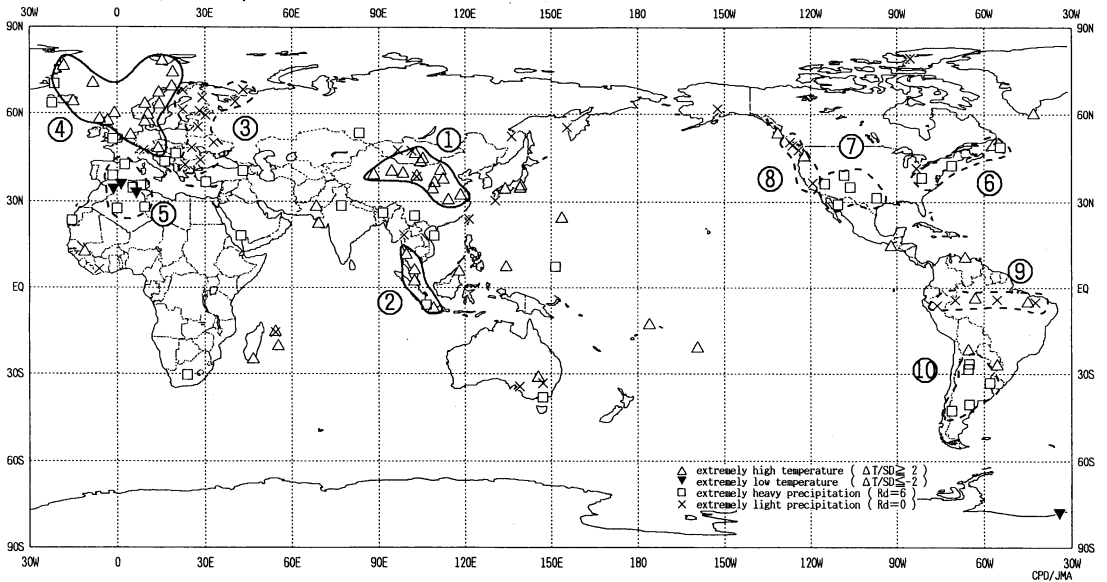 30W 0 30E 60E 90E 120E 150E 180 150W 120W 90W 60W 30W
90N 90N
60N 60N
30N 30N
EQ EQ
30S 30S
60S 60S
90S 90S
① ② ③ ④ ⑤ ⑥ ⑦ ⑧ ⑨ ⑩
△ extremely high temperature ( △T/SD≧ 2 )
▼ extremely low temperature ( △T/SD≦-2 )
□ extremely heavy precipitation ( Rd=6 )
× extremely light precipitation ( Rd=0 )
30W 0 30E 60E 90E 120E 150E 180 150W 120W 90W 60W 30W
CPD/JMA